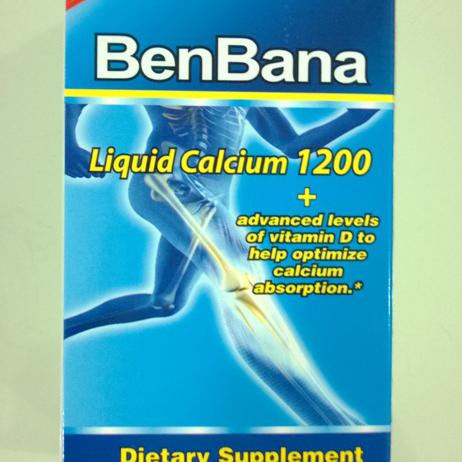 BenBana
Liquid Calcium 1200
+
advanced levels
of vitamin D to
help optimize
calcium
absorption.*
Dietary Supplement